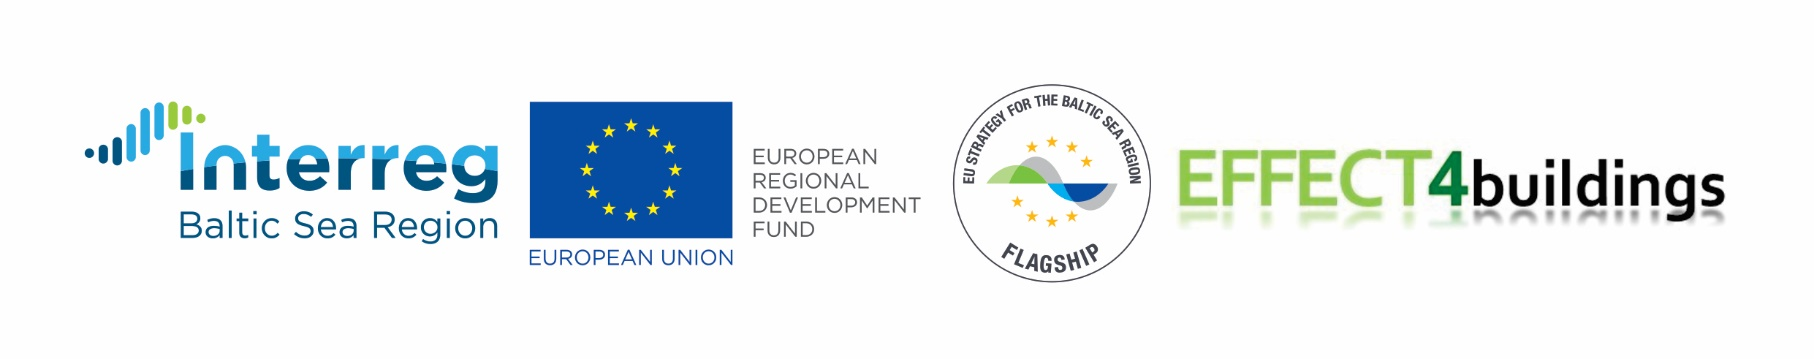 Interreg
Baltic Sea Region
EUROPEAN UNION
EUROPEAN
REGIONAL
DEVELOPMENT
FUND
EU STRATEGY FOR THE BALTIC SEA REGION
FLAGSHIP
EFFECT4buildings